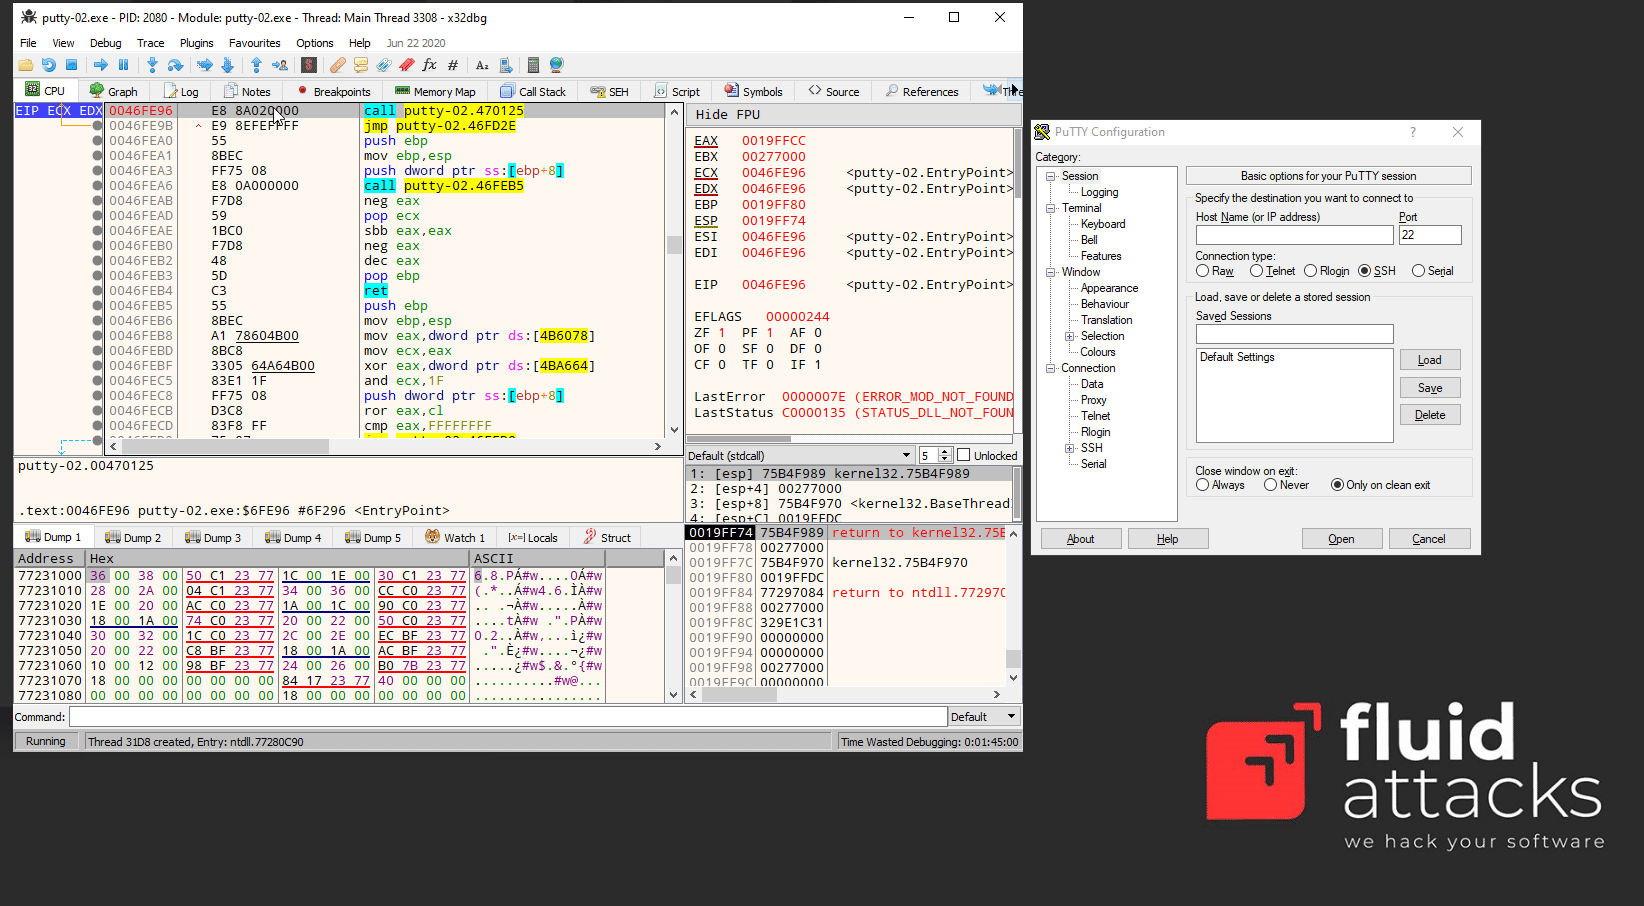 putty-02.exe - PID: 2080 - Module: putty-02.exe - Thread: Main Thread 3308 - x32dbg
File View Debug Trace Plugins Favourites Options Help Jun 22 2020
CPU Graph Log Notes Breakpoints Memory Map Call Stack SEH Script Symbols Source References Thre
EIP ECX EDX 0046FE96 E8 8A020000 call putty-02.470125
0046FE9B E9 8EFEFFFF jmp putty-02.46FD2E
0046FEA0 55 push ebp
0046FEA1 8BEC mov ebp,esp
0046FEA3 FF75 08 push dword ptr ss:[ebp+8]
0046FEA6 E8 0A000000 call putty-02.46FEB5
0046FEAB F7D8 neg eax
0046FEAD 59 pop ecx
0046FEAE 1BC0 sbb eax,eax
0046FEB0 F7D8 neg eax
0046FEB2 48 dec eax
0046FEB3 5D pop ebp
0046FEB4 C3 ret
0046FEB5 55 push ebp
0046FEB6 8BEC mov ebp,esp
0046FEB8 A1 78604B00 mov eax,dword ptr ds:[4B6078]
0046FEBD 8BC8 mov ecx,eax
0046FEBF 3305 64A64B00 xor eax,dword ptr ds:[4BA664]
0046FEC5 83E1 1F and ecx,1F
0046FEC8 FF75 08 push dword ptr ss:[ebp+8]
0046FECB D3C8 ror eax,cl
0046FECD 83F8 FF cmp eax,FFFFFFFF
Hide FPU
EAX 0019FFCC
EBX 00277000
ECX 0046FE96 <putty-02.EntryPoint>
EDX 0046FE96 <putty-02.EntryPoint>
EBP 0019FF80
ESP 0019FF74
ESI 0046FE96 <putty-02.EntryPoint>
EDI 0046FE96 <putty-02.EntryPoint>
EIP 0046FE96 <putty-02.EntryPoint>
EFLAGS 00000244
ZF 1 PF 1 AF 0
OF 0 SF 0 DF 0
CF 0 TF 0 IF 1
LastError 0000007E (ERROR_MOD_NOT_FOUND
LastStatus C0000135 (STATUS_DLL_NOT_FOUN
Default (stdcall) 5 Unlocked
1: [esp] 75B4F989 kernel32.75B4F989
2: [esp+4] 00277000
3: [esp+8] 75B4F970 <kernel32.BaseThread
4: [esp+C] 0019FFDC
putty-02.00470125
.text:0046FE96 putty-02.exe:$6FE96 #6F296 <EntryPoint>
Dump 1 Dump 2 Dump 3 Dump 4 Dump 5 Watch 1 [x=] Locals Struct
Address Hex ASCII
77231000 36 00 38 00 50 C1 23 77 1C 00 1E 00 30 C1 23 77 6.8.PÁ#w....0Á#w
77231010 28 00 2A 00 04 C1 23 77 34 00 36 00 CC C0 23 77 (.*..Á#w4.6.ÌÀ#w
77231020 1E 00 20 00 AC C0 23 77 1A 00 1C 00 90 C0 23 77 .. .¬À#w.....À#w
77231030 18 00 1A 00 74 C0 23 77 20 00 22 00 50 C0 23 77 ....tÀ#w .".PÀ#w
77231040 30 00 32 00 1C C0 23 77 2C 00 2E 00 EC BF 23 77 0.2..À#w,...ì¿#w
77231050 20 00 22 00 C8 BF 23 77 18 00 1A 00 AC BF 23 77 .".È¿#w....¬¿#w
77231060 10 00 12 00 98 BF 23 77 24 00 26 00 B0 7B 23 77 .....¿#w$.&.°{#w
77231070 18 00 00 00 00 00 00 00 84 17 23 77 40 00 00 00 ..........#w@...
77231080 00 00 00 00 00 00 00 00 18 00 00 00 00 00 00 00 ................
0019FF74 75B4F989 return to kernel32.75B
0019FF78 00277000
0019FF7C 75B4F970 kernel32.75B4F970
0019FF80 0019FFDC
0019FF84 77297084 return to ntdll.772970
0019FF88 00277000
0019FF8C 329E1C31
0019FF90 00000000
0019FF94 00000000
0019FF98 00277000
0019FF9C 00000000
Command: Default
Running Thread 31D8 created, Entry: ntdll.77280C90 Time Wasted Debugging: 0:01:45:00
PuTTY Configuration ?
Category:
Session
Logging
Terminal
Keyboard
Bell
Features
Window
Appearance
Behaviour
Translation
Selection
Colours
Connection
Data
Proxy
Telnet
Rlogin
SSH
Serial
Basic options for your PuTTY session
Specify the destination you want to connect to
Host Name (or IP address) Port
22
Connection type:
Raw Telnet Rlogin SSH Serial
Load, save or delete a stored session
Saved Sessions
Default Settings
Load
Save
Delete
Close window on exit:
Always Never Only on clean exit
About Help Open Cancel
fluid
attacks
we hack your software